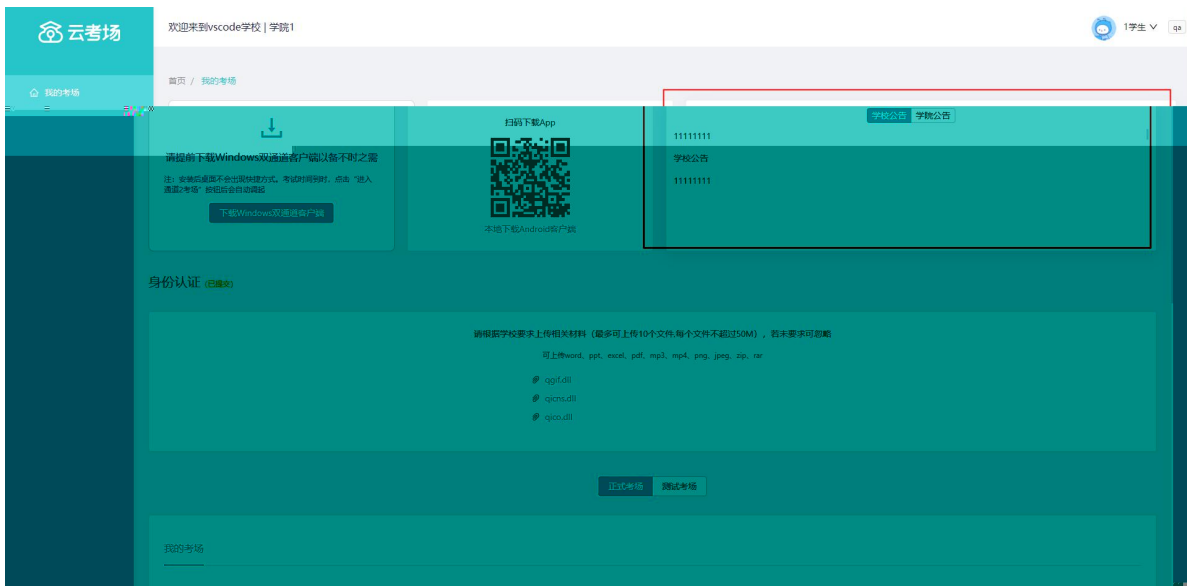 云考场
欢迎来到vscode学校 | 学院1
1学生
qa
首页 / 我的考场
我的考场
学校公告 学院公告
11111111
学校公告
11111111
请提前下载Windows双通道客户端以备不时之需
注：安装后桌面不会出现快捷方式。考试时间到时，点击“进入
通道2考场”按钮后会自动调起
下载Windows双通道客户端
扫码下载App
本地下载Android客户端
身份认证 (已提交)
请根据学校要求上传相关材料（最多可上传10个文件,每个文件不超过50M），若未要求可忽略
可上传word、ppt、excel、pdf、mp3、mp4、png、jpeg、zip、rar
qgif.dll
qicns.dll
qico.dll
正式考场 测试考场
我的考场